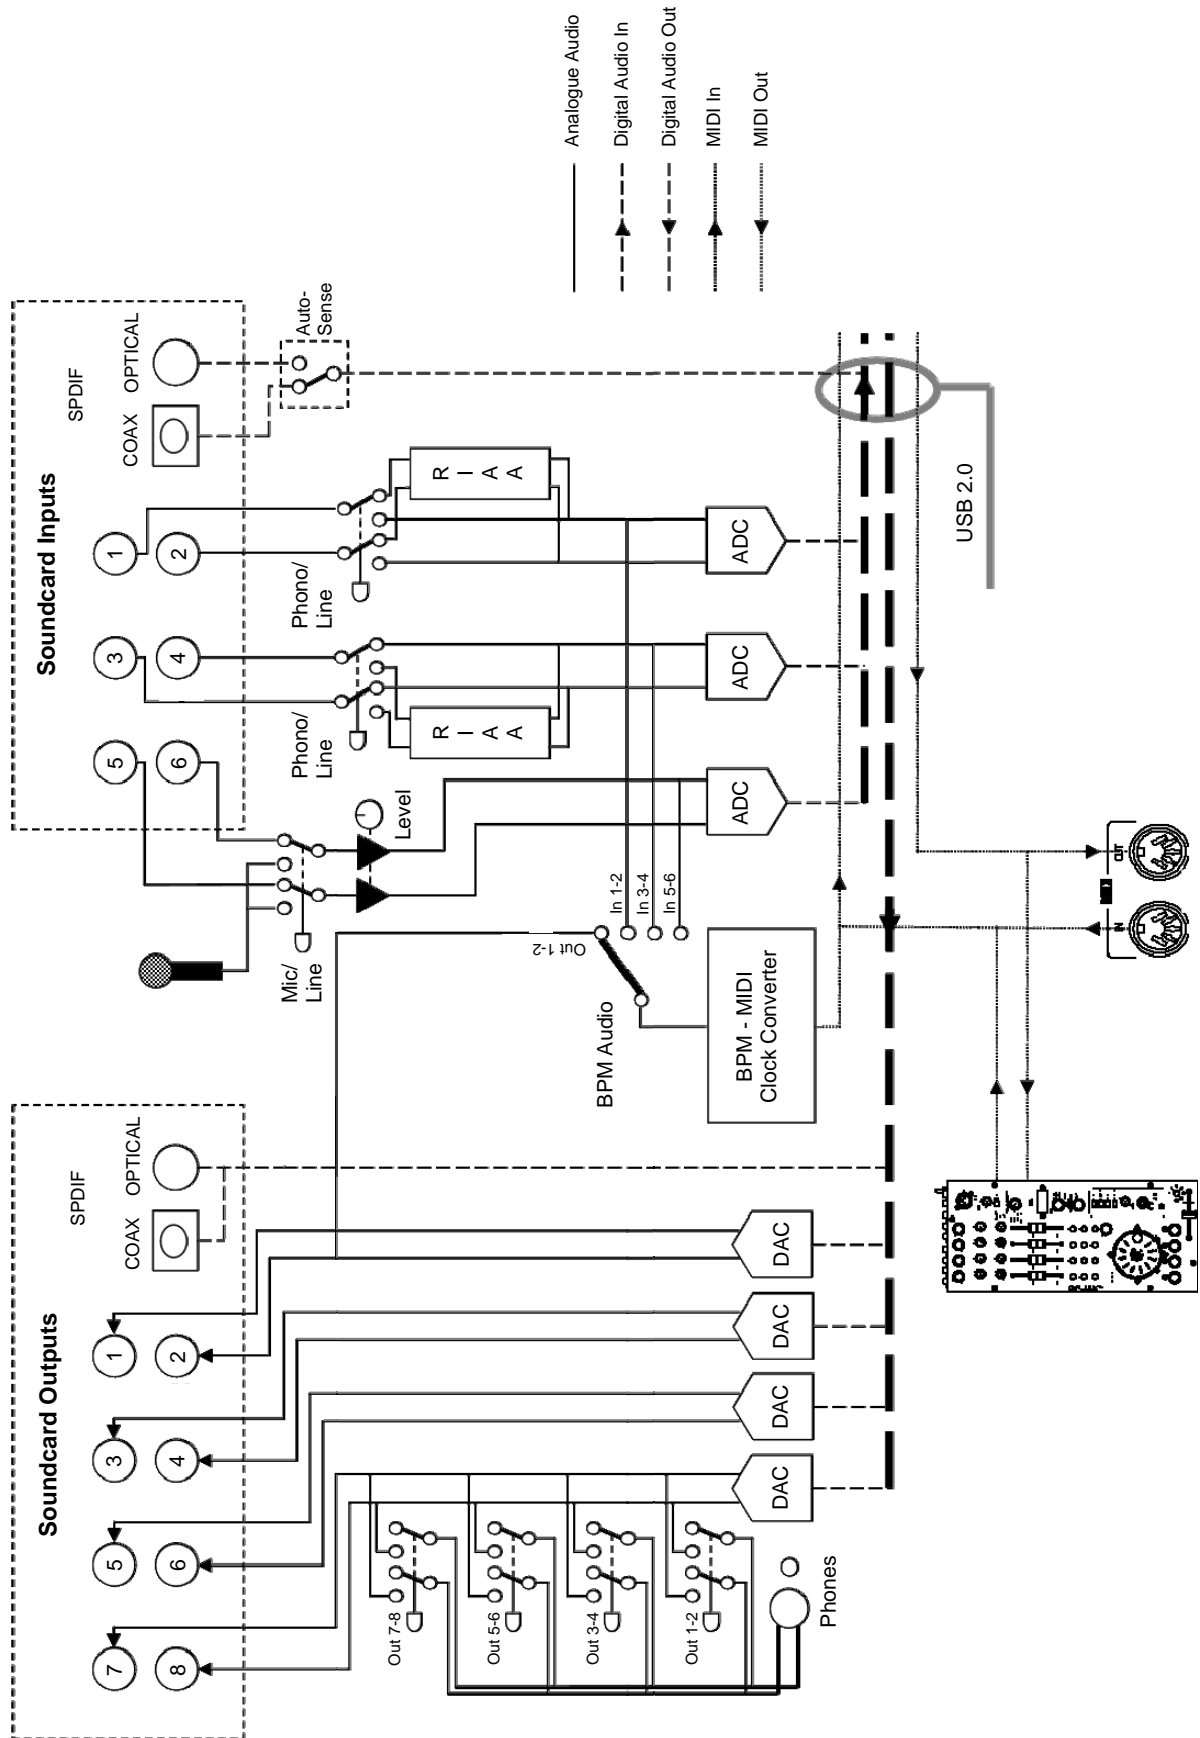 Soundcard Outputs
SPDIF
COAX
OPTICAL
1
2
3
4
5
6
7
8
DAC
DAC
DAC
DAC
Out 7-8
Out 5-6
Out 3-4
Out 1-2
Phones
Soundcard Inputs
SPDIF
COAX
OPTICAL
1
2
3
4
5
6
Auto-
Sense
Phono/
Line
Phono/
Line
Mic/
Line
Level
R I A A
R I A A
ADC
ADC
ADC
Out 1-2
In 1-2
In 3-4
In 5-6
BPM Audio
BPM - MIDI
Clock Converter
USB 2.0
IN
OUT
Analogue Audio
Digital Audio In
Digital Audio Out
MIDI In
MIDI Out